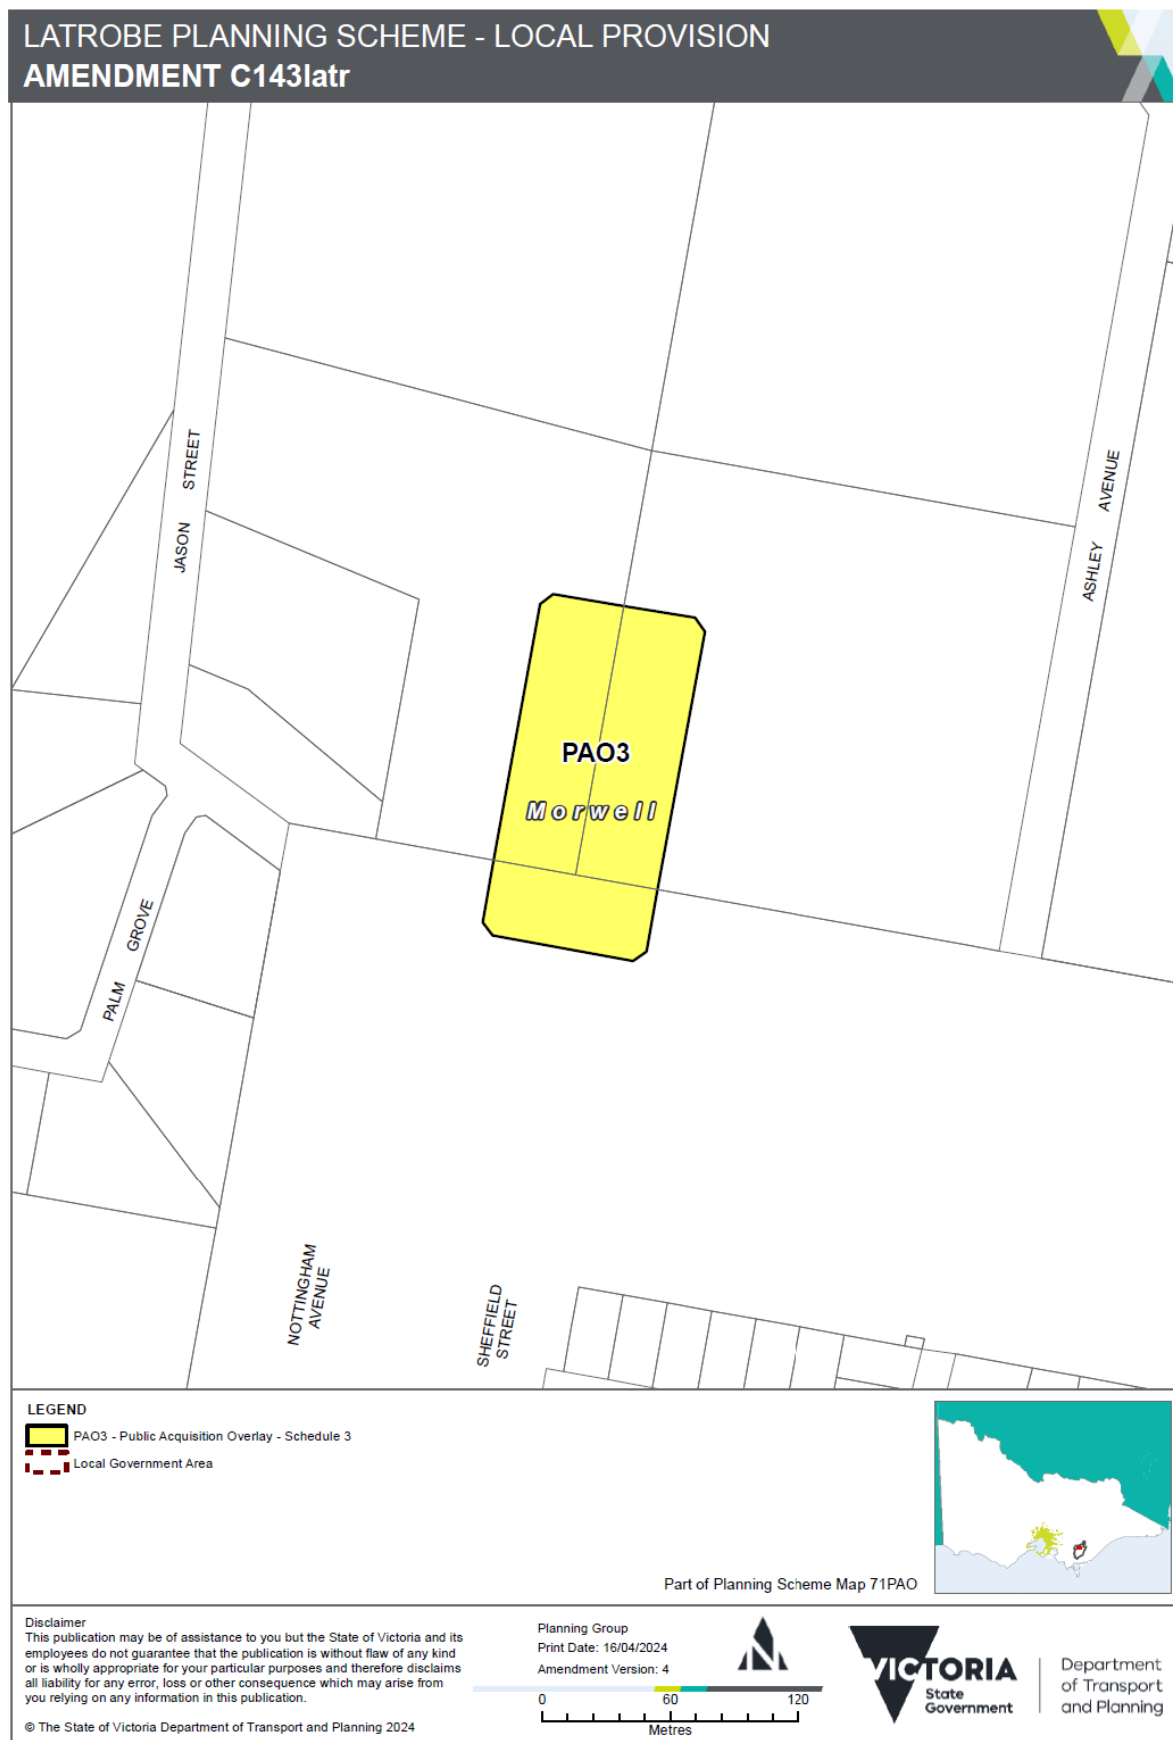 LATROBE PLANNING SCHEME - LOCAL PROVISION
AMENDMENT C143latr
JASON STREET
ASHLEY AVENUE
PAO3
Morwell
PALM GROVE
NOTTINGHAM
AVENUE
SHEFFIELD
STREET
LEGEND
PAO3 - Public Acquisition Overlay - Schedule 3
Local Government Area
Part of Planning Scheme Map 71PAO
Disclaimer
This publication may be of assistance to you but the State of Victoria and its
employees do not guarantee that the publication is without flaw of any kind
or is wholly appropriate for your particular purposes and therefore disclaims
all liability for any error, loss or other consequence which may arise from
you relying on any information in this publication.
© The State of Victoria Department of Transport and Planning 2024
Planning Group
Print Date: 16/04/2024
Amendment Version: 4
0 60 120
Metres
VICTORIA
State
Government
Department
of Transport
and Planning